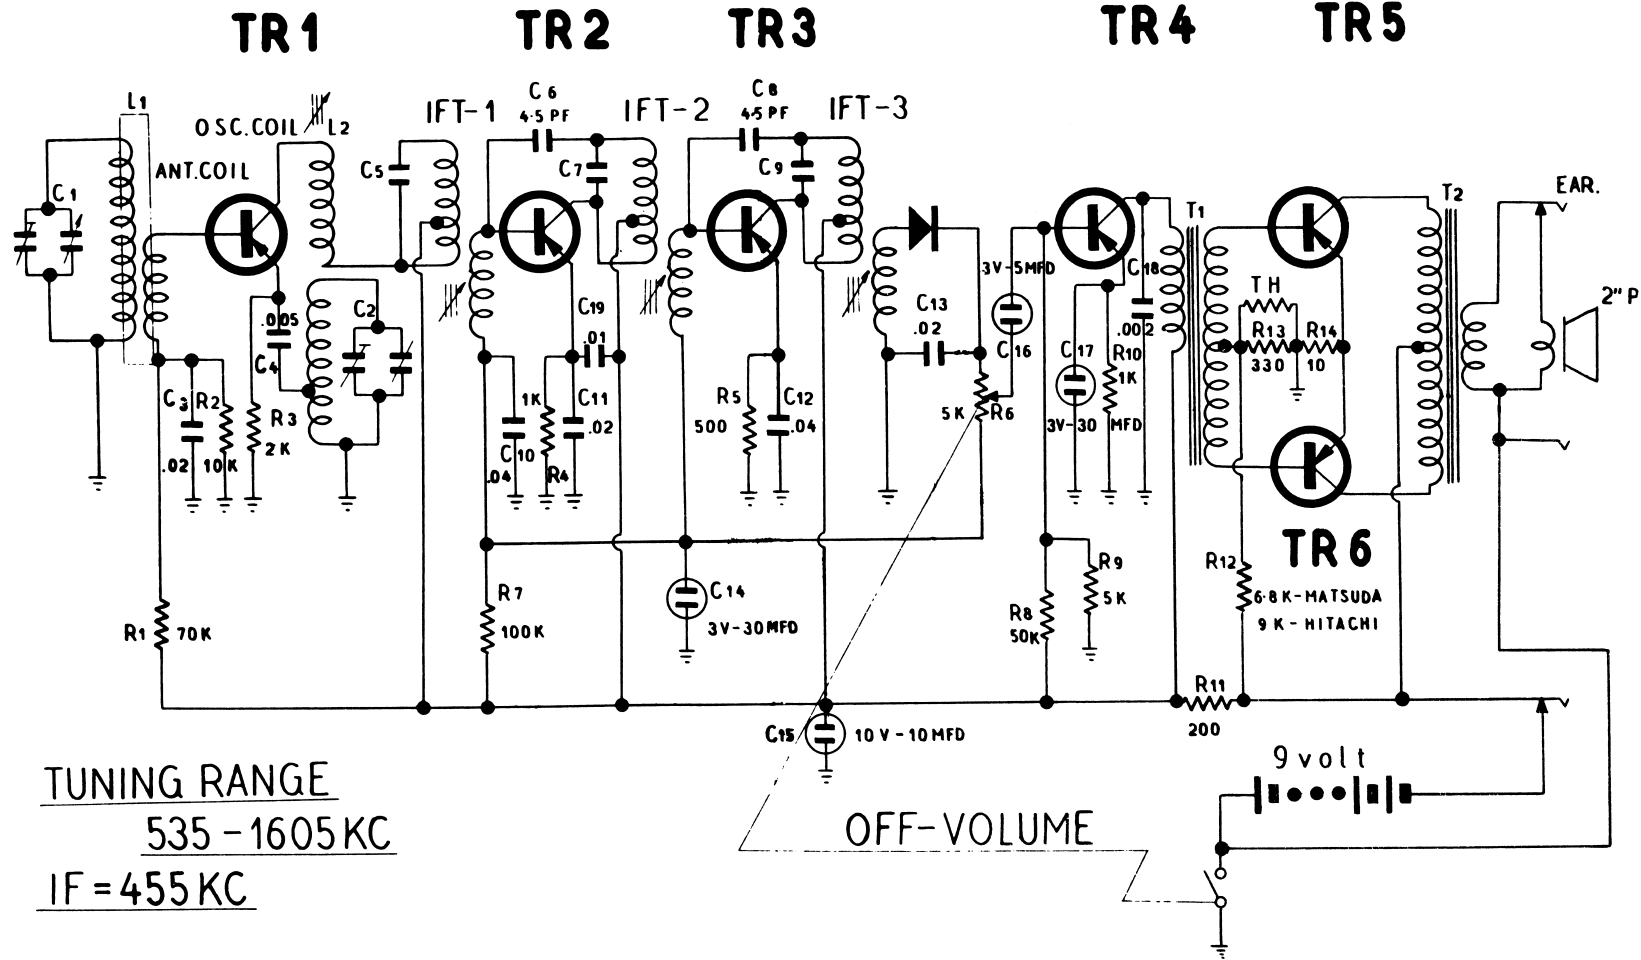 TR1
TR2
TR3
TR4
TR5
L1
OSC.COIL
L2
ANT.COIL
C1
C5
IFT-1
C6
4·5 PF
C7
IFT-2
C8
4·5 PF
C9
IFT-3
T1
T2
EAR.
2" P
.005
C4
C2
C19
.01
C13
.02
3V-5MFD
C16
C18
.002
C17
R10
1K
3V-30 MFD
TH
R13
330
R14
10
C3
R2
.02
10K
R3
2K
1K
C11
.02
C10
.04
R4
R5
500
C12
.04
5K
R6
TR6
R1
70K
R7
100K
C14
3V-30MFD
R8
50K
R9
5K
R12
6·8K-MATSUDA
9K-HITACHI
R11
200
C15
10V-10MFD
9 volt
TUNING RANGE
535-1605KC
IF=455KC
OFF-VOLUME